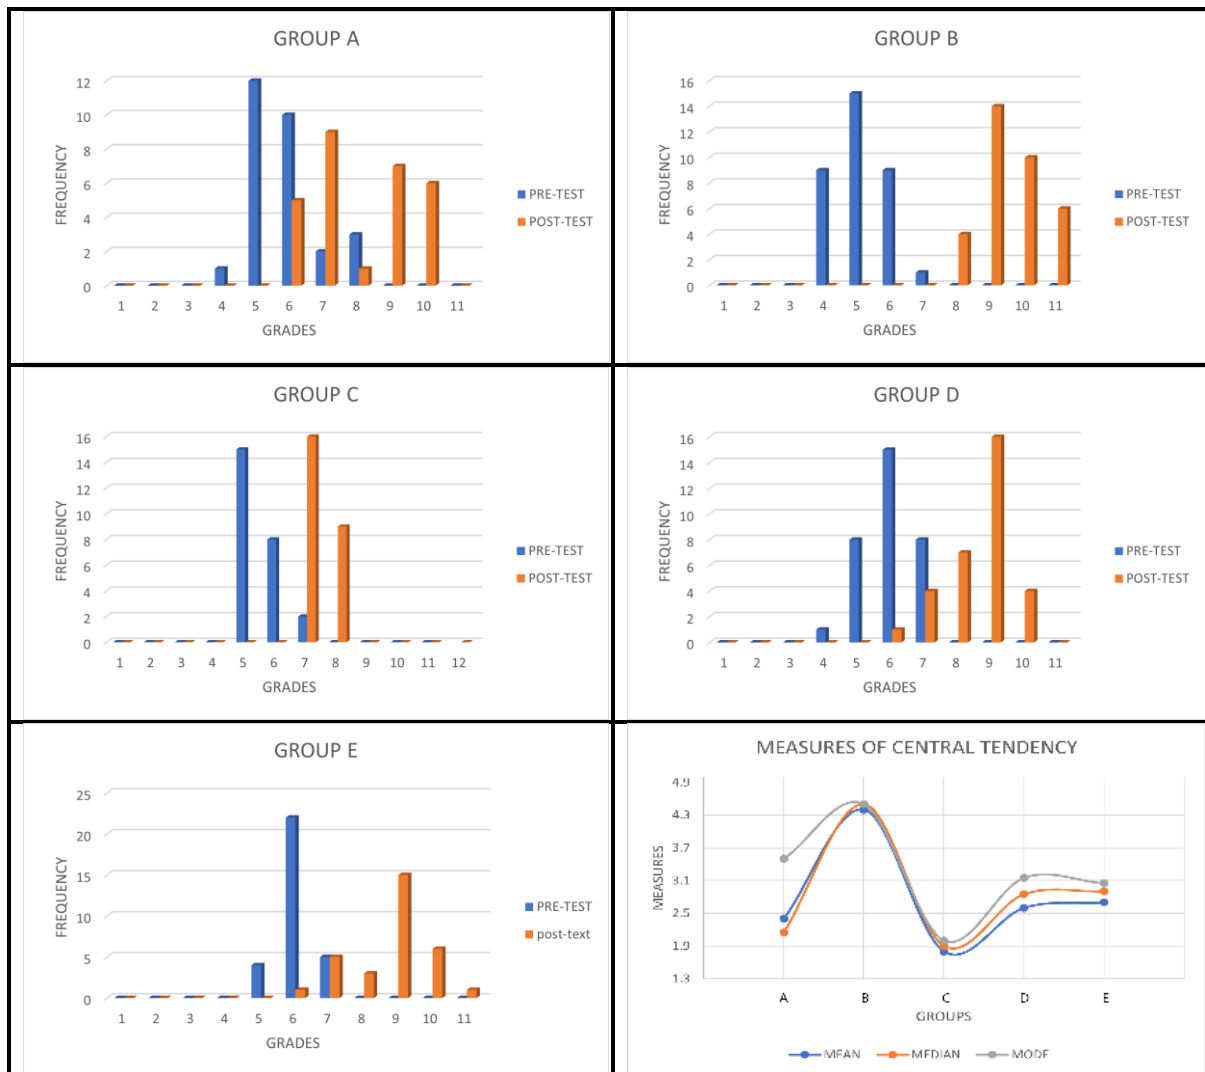 GROUP A
12
10
8
6
4
2
0
FREQUENCY
1 2 3 4 5 6 7 8 9 10 11
GRADES
PRE-TEST
POST-TEST
GROUP B
16
14
12
10
8
6
4
2
0
FREQUENCY
1 2 3 4 5 6 7 8 9 10 11
GRADES
PRE-TEST
POST-TEST
GROUP C
16
14
12
10
8
6
4
2
0
FREQUENCY
1 2 3 4 5 6 7 8 9 10 11 12
GRADES
PRE-TEST
POST-TEST
GROUP D
16
14
12
10
8
6
4
2
0
FREQUENCY
1 2 3 4 5 6 7 8 9 10 11
GRADES
PRE-TEST
POST-TEST
GROUP E
25
20
15
10
5
0
FREQUENCY
1 2 3 4 5 6 7 8 9 10 11
GRADES
PRE-TEST
post-text
MEASURES OF CENTRAL TENDENCY
4.9
4.3
3.7
3.1
2.5
1.9
1.3
MEASURES
A B C D E
GROUPS
MEAN MEDIAN MODE